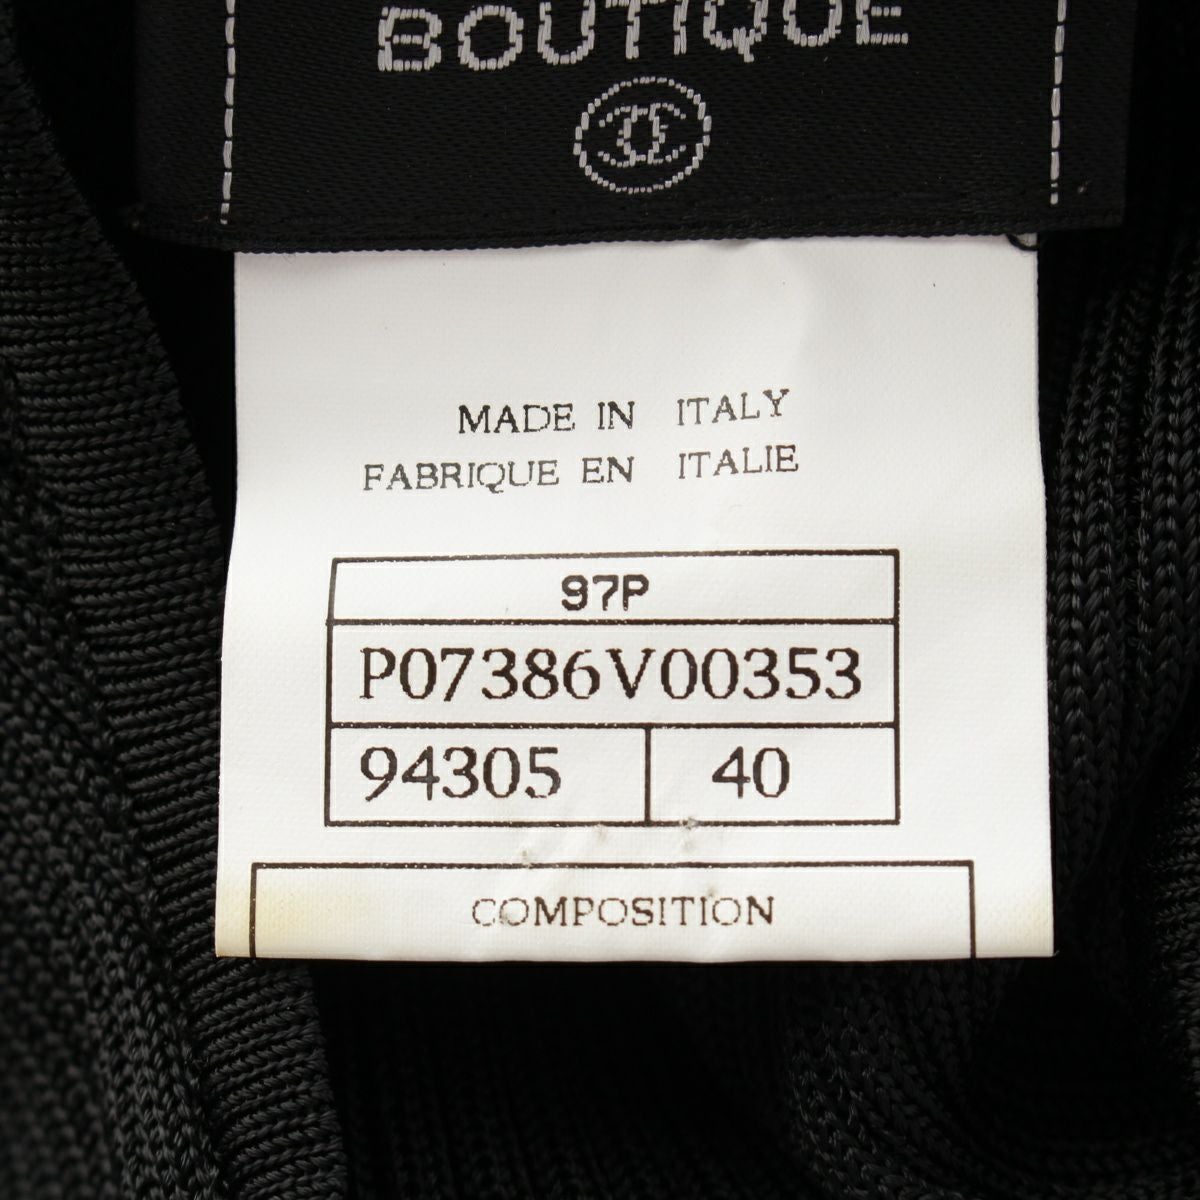 BOUTIQUE
MADE IN ITALY
FABRIQUE EN ITALIE
97P
P07386V00353
94305 40
COMPOSITION